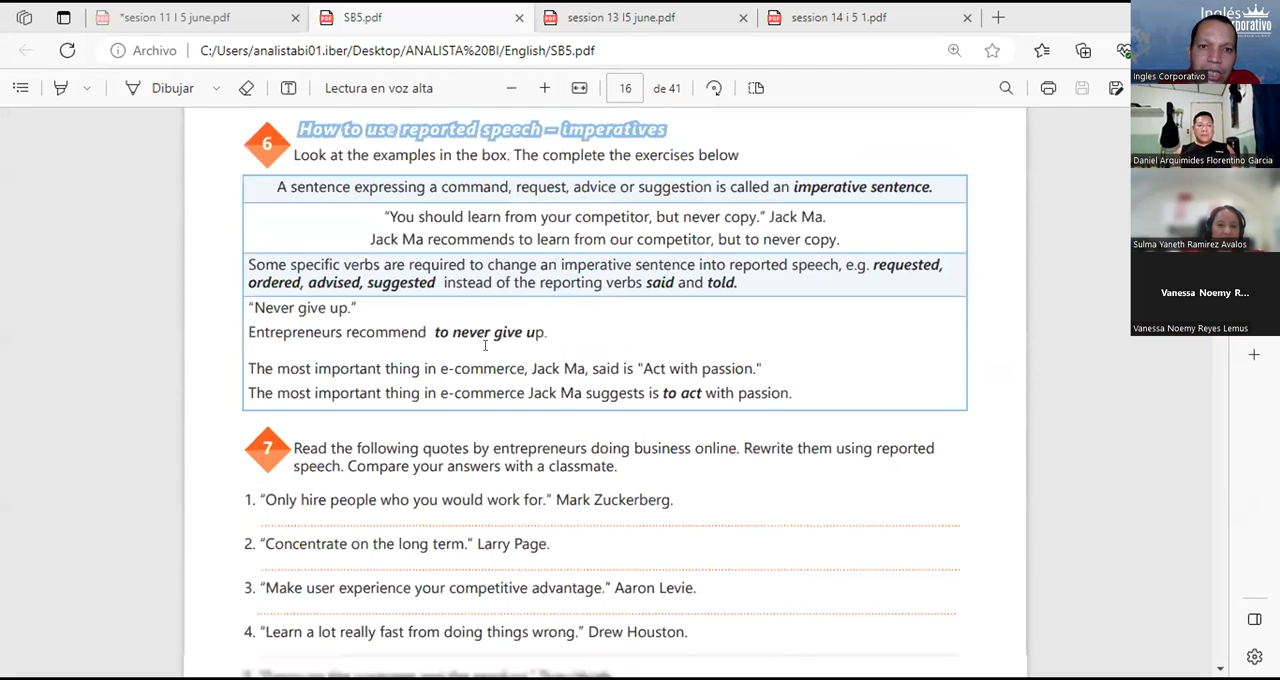 *sesion 11 I 5 june.pdf
SB5.pdf
session 13 I5 june.pdf
session 14 i 5 1.pdf
Archivo
C:/Users/analistabi01.iber/Desktop/ANALISTA%20BI/English/SB5.pdf
Dibujar
Lectura en voz alta
16
de 41
6
How to use reported speech – imperatives
Look at the examples in the box. The complete the exercises below
A sentence expressing a command, request, advice or suggestion is called an imperative sentence.
“You should learn from your competitor, but never copy.” Jack Ma.
Jack Ma recommends to learn from our competitor, but to never copy.
Some specific verbs are required to change an imperative sentence into reported speech, e.g. requested,
ordered, advised, suggested instead of the reporting verbs said and told.
“Never give up.”
Entrepreneurs recommend to never give up.
The most important thing in e-commerce, Jack Ma, said is "Act with passion."
The most important thing in e-commerce Jack Ma suggests is to act with passion.
7
Read the following quotes by entrepreneurs doing business online. Rewrite them using reported
speech. Compare your answers with a classmate.
1. “Only hire people who you would work for.” Mark Zuckerberg.
2. “Concentrate on the long term.” Larry Page.
3. “Make user experience your competitive advantage.” Aaron Levie.
4. “Learn a lot really fast from doing things wrong.” Drew Houston.
Inglés
Corporativo
Ingles Corporativo
Daniel Arquimides Florentino Garcia
Sulma Yaneth Ramirez Avalos
Vanessa Noemy R...
Vanessa Noemy Reyes Lemus